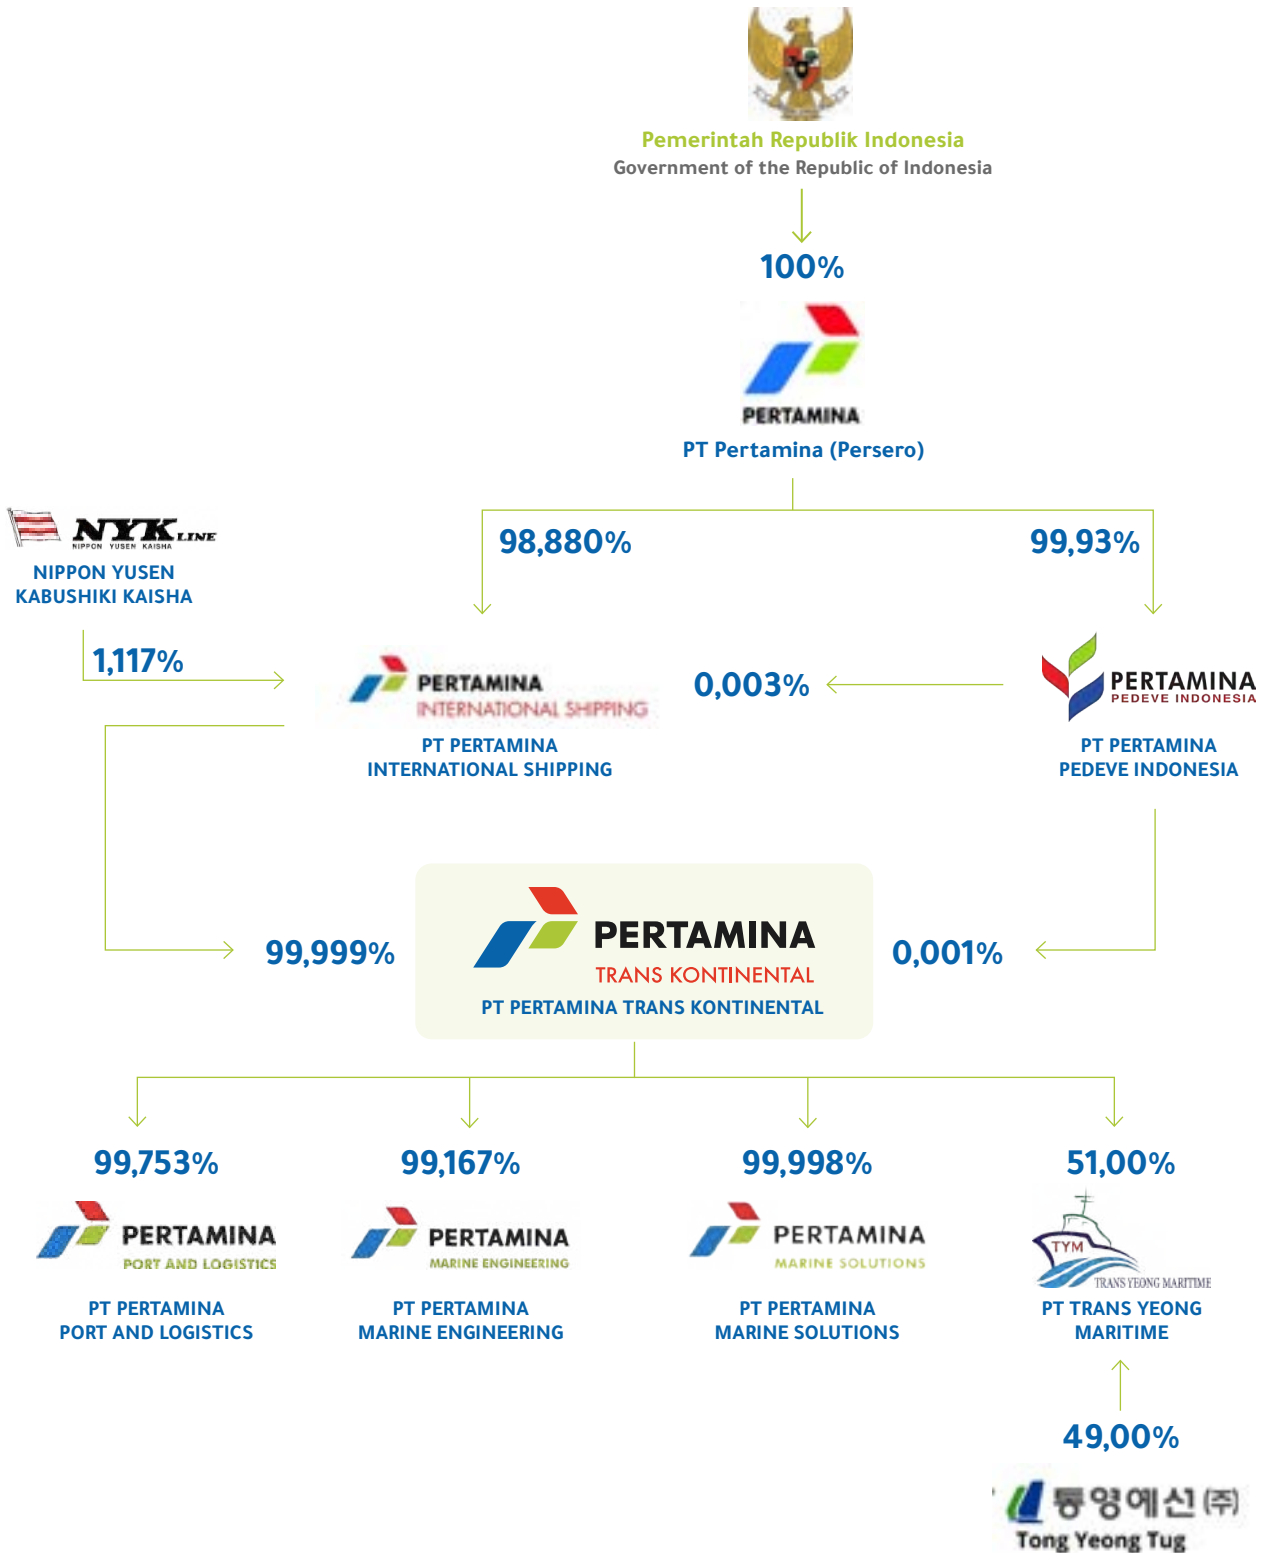 Pemerintah Republik Indonesia
Government of the Republic of Indonesia
100%
PERTAMINA
PT Pertamina (Persero)
NYK LINE
NIPPON YUSEN KAISHA
NIPPON YUSEN
KABUSHIKI KAISHA
98,880%
99,93%
1,117%
PERTAMINA
INTERNATIONAL SHIPPING
PT PERTAMINA
INTERNATIONAL SHIPPING
0,003%
PERTAMINA
PEDEVE INDONESIA
PT PERTAMINA
PEDEVE INDONESIA
99,999%
PERTAMINA
TRANS KONTINENTAL
PT PERTAMINA TRANS KONTINENTAL
0,001%
99,753%
PERTAMINA
PORT AND LOGISTICS
PT PERTAMINA
PORT AND LOGISTICS
99,167%
PERTAMINA
MARINE ENGINEERING
PT PERTAMINA
MARINE ENGINEERING
99,998%
PERTAMINA
MARINE SOLUTIONS
PT PERTAMINA
MARINE SOLUTIONS
51,00%
TYM
TRANS YEONG MARITIME
PT TRANS YEONG
MARITIME
49,00%
통영예선(주)
Tong Yeong Tug